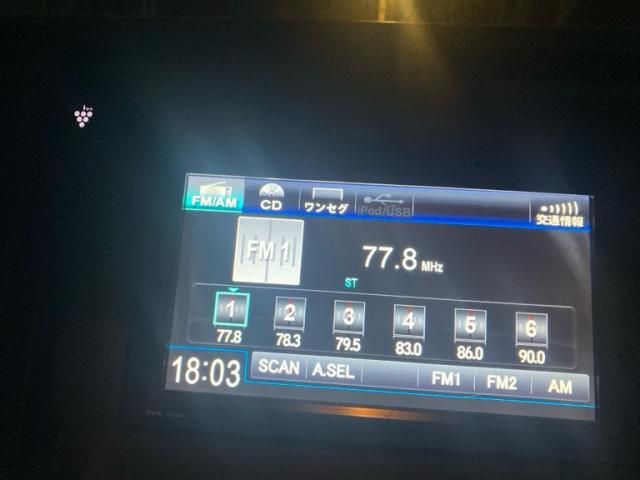 FM/AM CD ワンセグ iPod/USB 交通情報
FM 1 77.8 MHz
ST
1 2 3 4 5 6
77.8 78.3 79.5 83.0 86.0 90.0
18:03 SCAN A.SEL FM1 FM2 AM